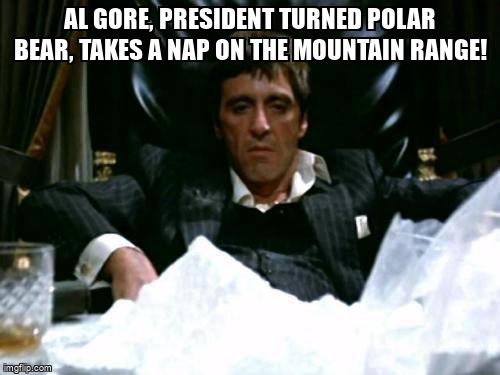 AL GORE, PRESIDENT TURNED POLAR
BEAR, TAKES A NAP ON THE MOUNTAIN RANGE!
imgflip.com